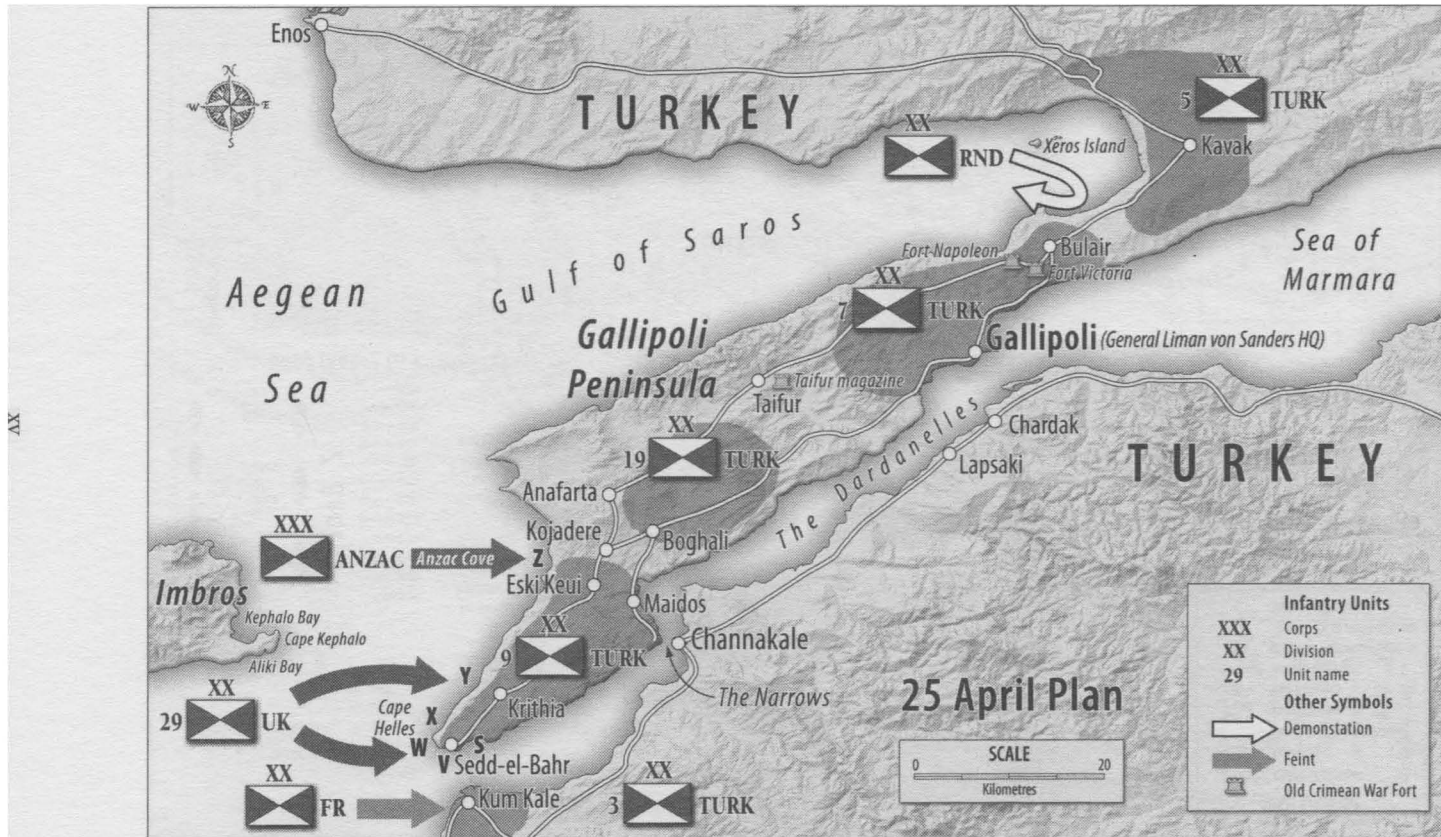 Enos
N
W
E
S
TURKEY
XX
5
TURK
XX
RND
Xeros Island
Kavak
Gulf of Saros
Bulair
Fort Napoleon
Fort Victoria
Sea of
Marmara
Aegean
Sea
XX
7
TURK
Gallipoli
Peninsula
Gallipoli (General Liman von Sanders HQ)
Taifur magazine
Taifur
XV
XX
19
TURK
The Dardanelles
Chardak
Lapsaki
TURKEY
Anafarta
Kojadere
Boghali
XXX
ANZAC
Anzac Cove
Z
Eski Keui
Maidos
Imbros
Kephalo Bay
Cape Kephalo
Aliki Bay
XX
9
TURK
Channakale
The Narrows
XX
29
UK
Y
Cape
Helles
X
W
Krithia
S
V
Sedd-el-Bahr
XX
FR
Kum Kale
XX
3
TURK
25 April Plan
SCALE
0
20
Kilometres
Infantry Units
XXX Corps
XX Division
29 Unit name
Other Symbols
Demonstation
Feint
Old Crimean War Fort